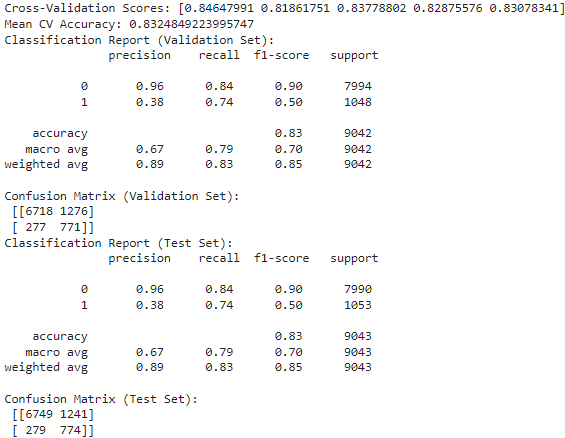 Cross-Validation Scores: [0.84647991 0.81861751 0.83778802 0.82875576 0.83078341]
Mean CV Accuracy: 0.8324849223995747
Classification Report (Validation Set):
              precision    recall  f1-score   support

           0       0.96      0.84      0.90      7994
           1       0.38      0.74      0.50      1048

    accuracy                           0.83      9042
   macro avg       0.67      0.79      0.70      9042
weighted avg       0.89      0.83      0.85      9042

Confusion Matrix (Validation Set):
 [[6718 1276]
 [ 277  771]]
Classification Report (Test Set):
              precision    recall  f1-score   support

           0       0.96      0.84      0.90      7990
           1       0.38      0.74      0.50      1053

    accuracy                           0.83      9043
   macro avg       0.67      0.79      0.70      9043
weighted avg       0.89      0.83      0.85      9043

Confusion Matrix (Test Set):
 [[6749 1241]
 [ 279  774]]